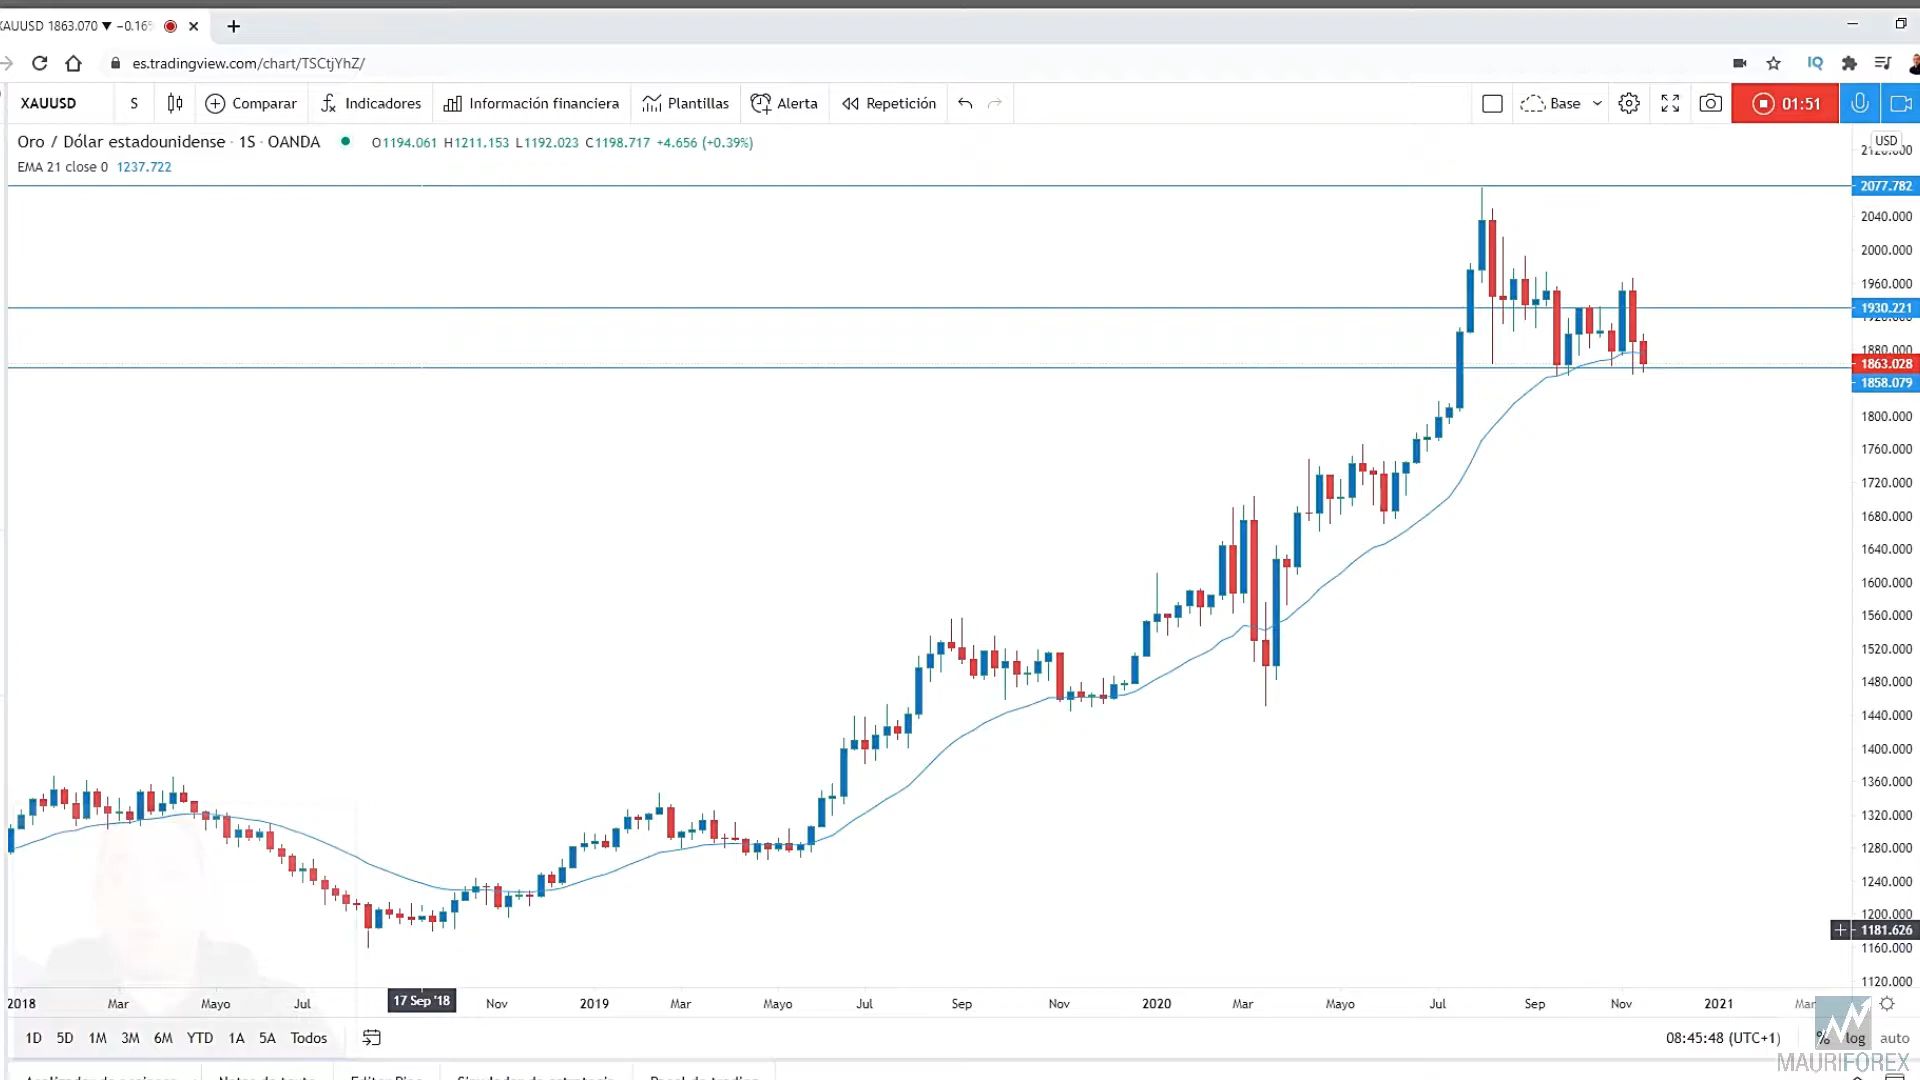 XAUUSD 1863.070 ▼ −0.16%
es.tradingview.com/chart/TSCtjYhZ/
IQ
XAUUSD S Comparar Indicadores Información financiera Plantillas Alerta Repetición Base 01:51
Oro / Dólar estadounidense · 1S · OANDA O1194.061 H1211.153 L1192.023 C1198.717 +4.656 (+0.39%)
USD
EMA 21 close 0 1237.722
2077.782
2040.000
2000.000
1960.000
1930.221
1880.000
1863.028
1858.079
1800.000
1760.000
1720.000
1680.000
1640.000
1600.000
1560.000
1520.000
1480.000
1440.000
1400.000
1360.000
1320.000
1280.000
1240.000
1200.000
1181.626
1160.000
1120.000
2018 Mar Mayo Jul 17 Sep '18 Nov 2019 Mar Mayo Jul Sep Nov 2020 Mar Mayo Jul Sep Nov 2021 Mar
1D 5D 1M 3M 6M YTD 1A 5A Todos 08:45:48 (UTC+1) % log auto
MAURIFOREX